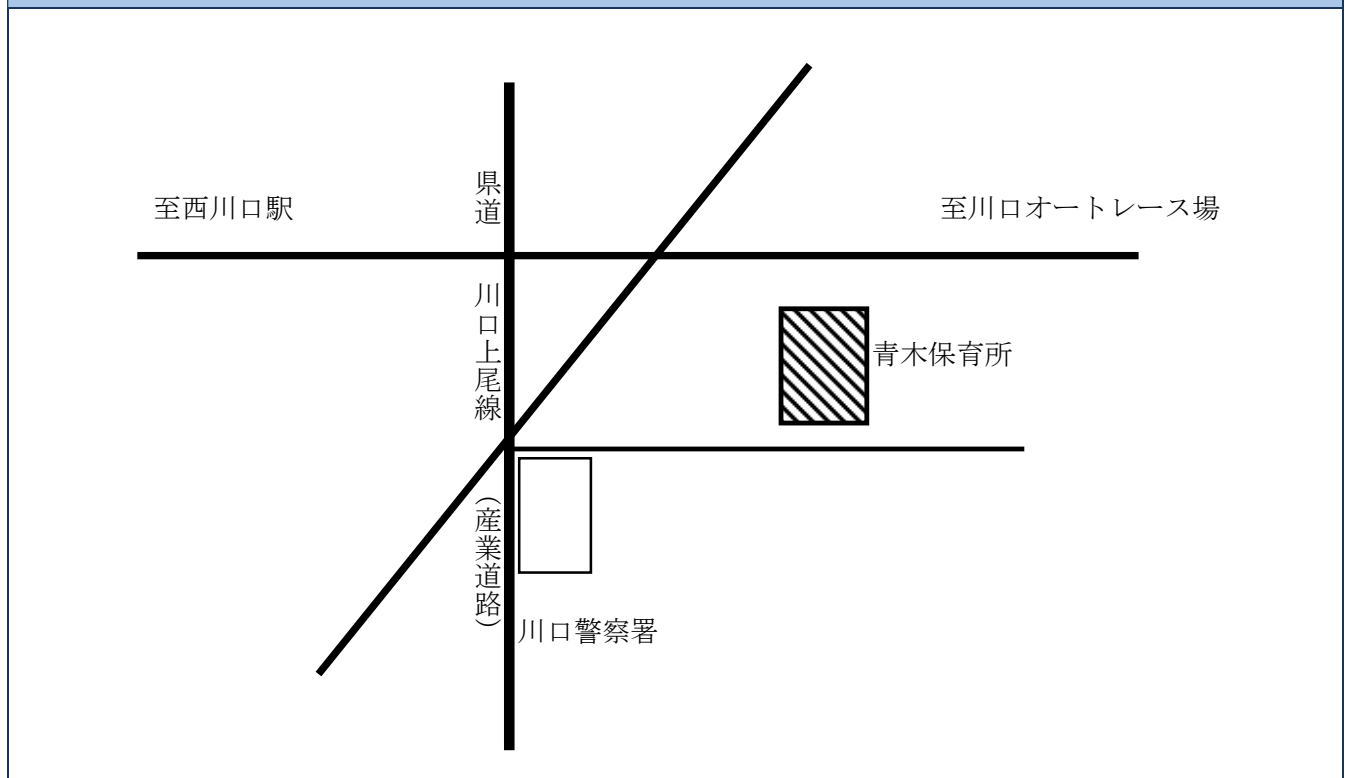 県道
至西川口駅
至川口オートレース場
川口上尾線
青木保育所
（産業道路）
川口警察署